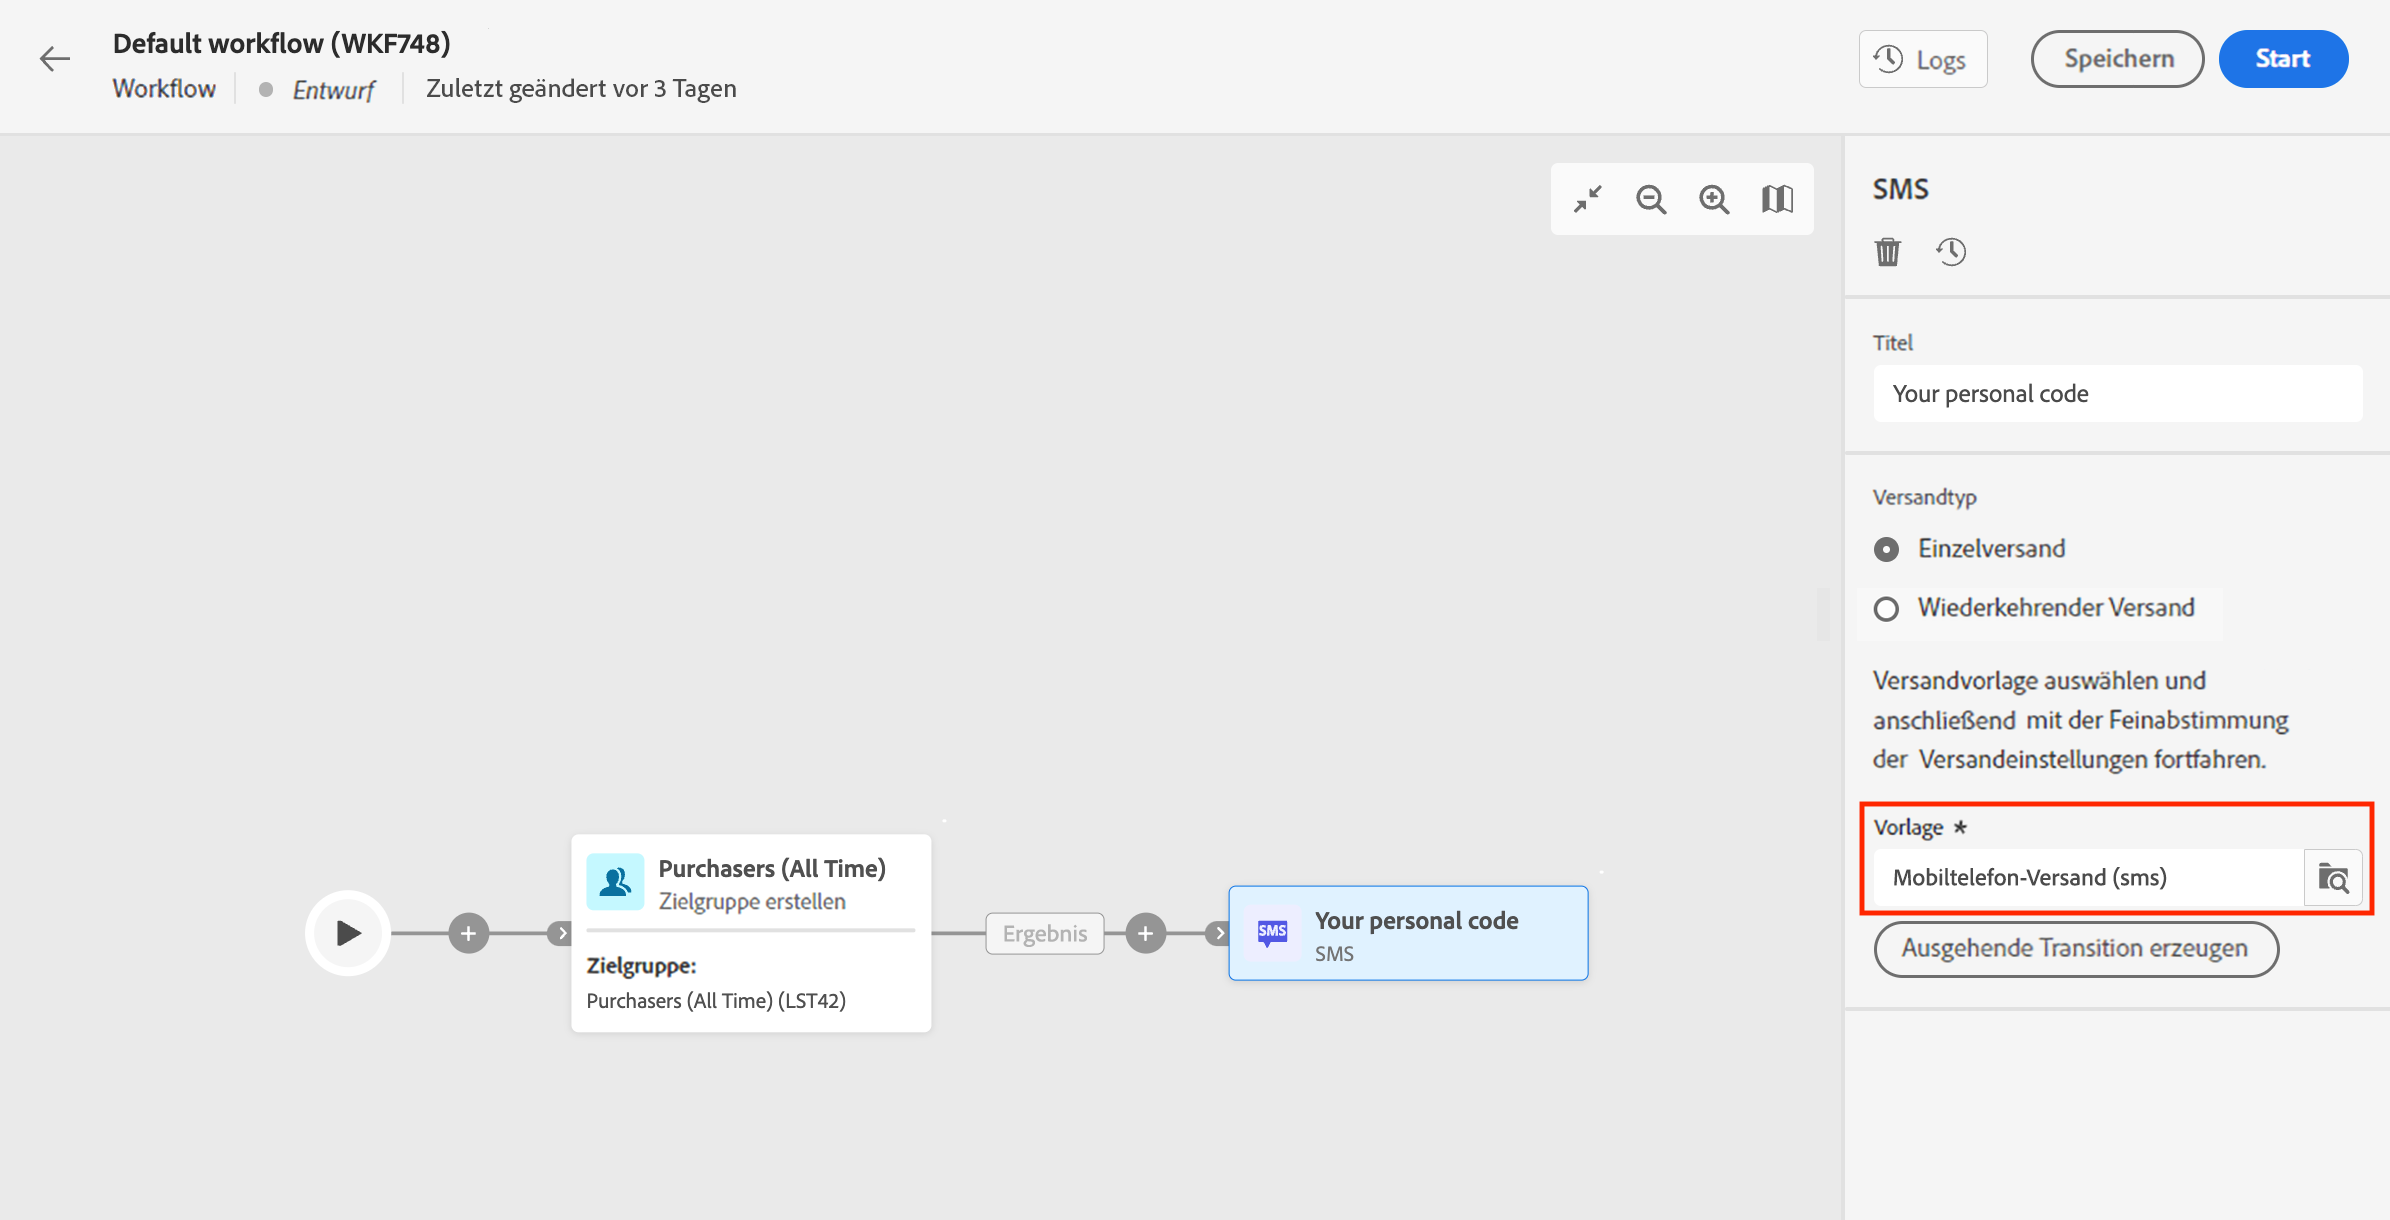 Default workflow (WKF748)
Workflow
Entwurf
Zuletzt geändert vor 3 Tagen
Logs
Speichern
Start
SMS
Titel
Your personal code
Versandtyp
Einzelversand
Wiederkehrender Versand
Versandvorlage auswählen und
anschließend mit der Feinabstimmung
der Versandeinstellungen fortfahren.
Vorlage *
Mobiltelefon-Versand (sms)
Ausgehende Transition erzeugen
Purchasers (All Time)
Zielgruppe erstellen
Zielgruppe:
Purchasers (All Time) (LST42)
Ergebnis
SMS
Your personal code
SMS